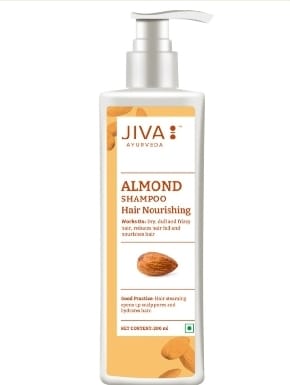 JIVA
AYURVEDA
ALMOND
SHAMPOO
Hair Nourishing
Works On: Dry, dull and frizzy
hair, reduces hair fall and
nourishes hair
Good Practice: Hair steaming
opens up scalp pores and
hydrates hair
NET CONTENT: 200 ml